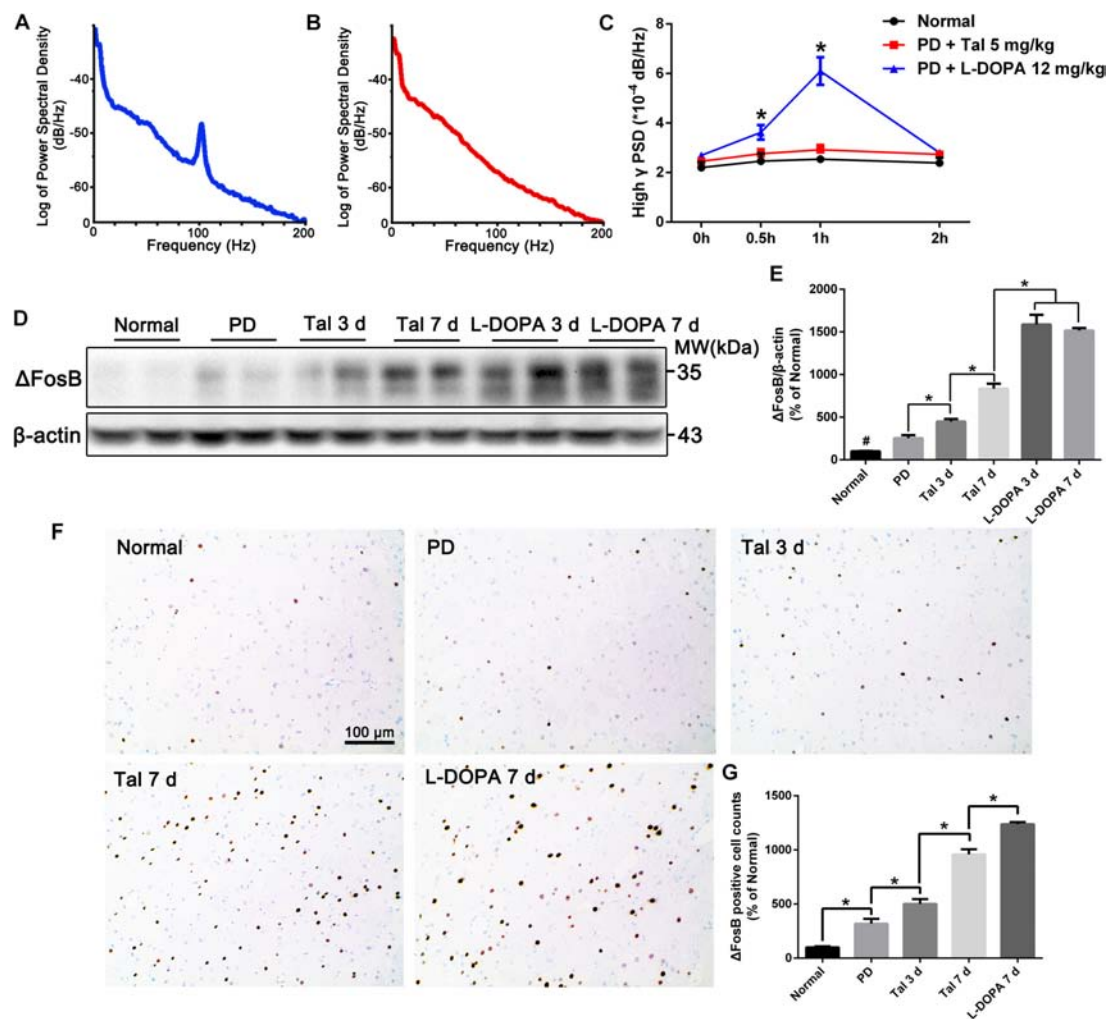 A
Log of Power Spectral Density
(dB/Hz)
-40
-50
-60
0
0
100
200
Frequency (Hz)
B
Log of Power Spectral Density
(dB/Hz)
-40
-50
-60
0
0
100
200
Frequency (Hz)
C
High γ PSD (*10⁻⁴ dB/Hz)
8
6
4
2
0
0h
0.5h
1h
2h
*
*
Normal
PD + Tal 5 mg/kg
PD + L-DOPA 12 mg/kg
D
Normal
PD
Tal 3 d
Tal 7 d
L-DOPA 3 d
L-DOPA 7 d
MW(kDa)
ΔFosB
35
β-actin
43
E
ΔFosB/β-actin
(% of Normal)
2000
1500
1000
500
0
#
*
*
*
Normal
PD
Tal 3 d
Tal 7 d
L-DOPA 3 d
L-DOPA 7 d
F
Normal
100 µm
PD
Tal 3 d
Tal 7 d
L-DOPA 7 d
G
ΔFosB positive cell counts
(% of Normal)
1500
1000
500
0
*
*
*
*
Normal
PD
Tal 3 d
Tal 7 d
L-DOPA 7 d